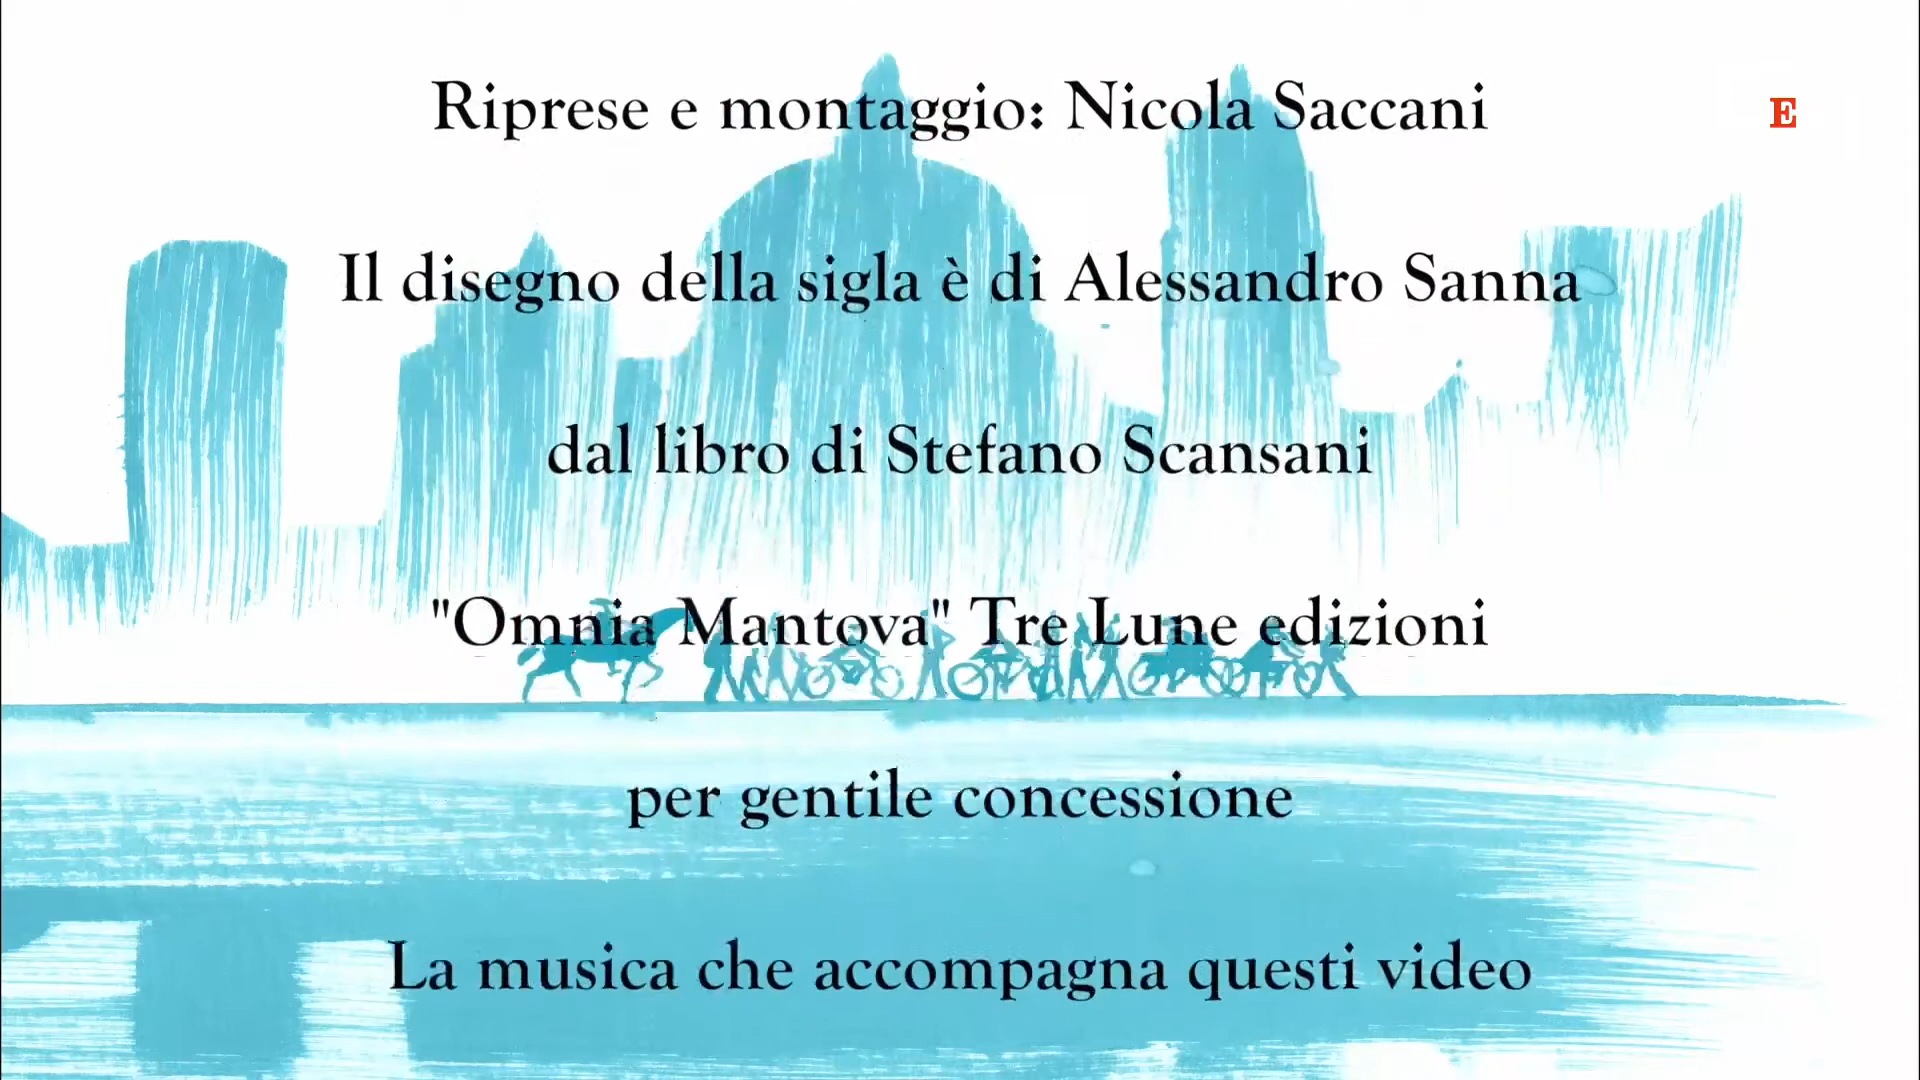 Riprese e montaggio: Nicola Saccani
E
Il disegno della sigla è di Alessandro Sanna
dal libro di Stefano Scansani
"Omnia Mantova" Tre Lune edizioni
per gentile concessione
La musica che accompagna questi video